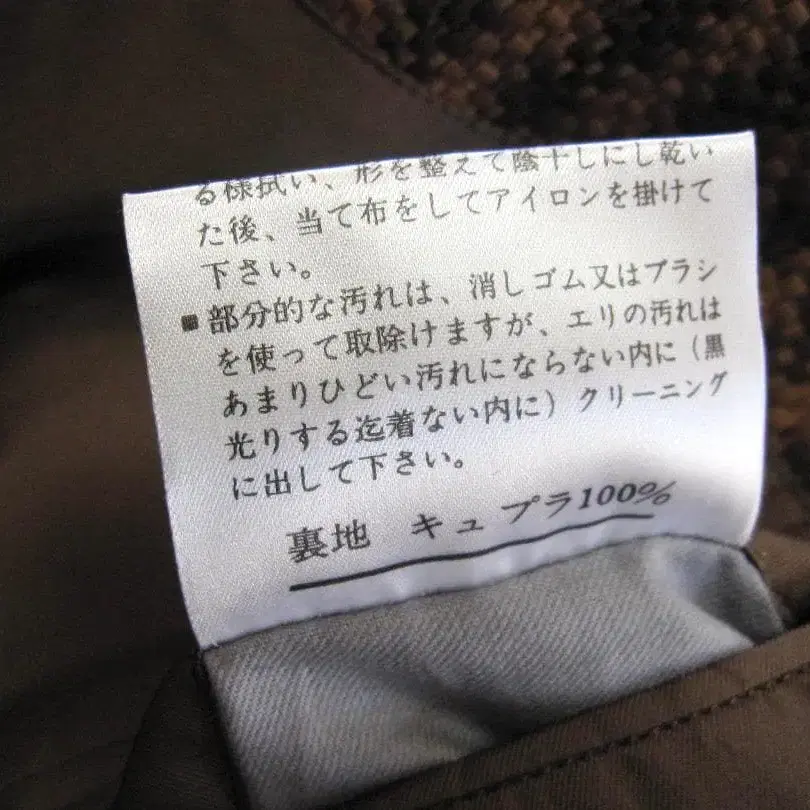 る様拭い、形を整えて陰干しにし乾い
た後、当て布をしてアイロンを掛けて
下さい。
■部分的な汚れは、消しゴム又はブラシ
を使って取除けますが、エリの汚れは
あまりひどい汚れにならない内に（黒
光りする迄着ない内に）クリーニング
に出して下さい。
裏地 キュプラ100%